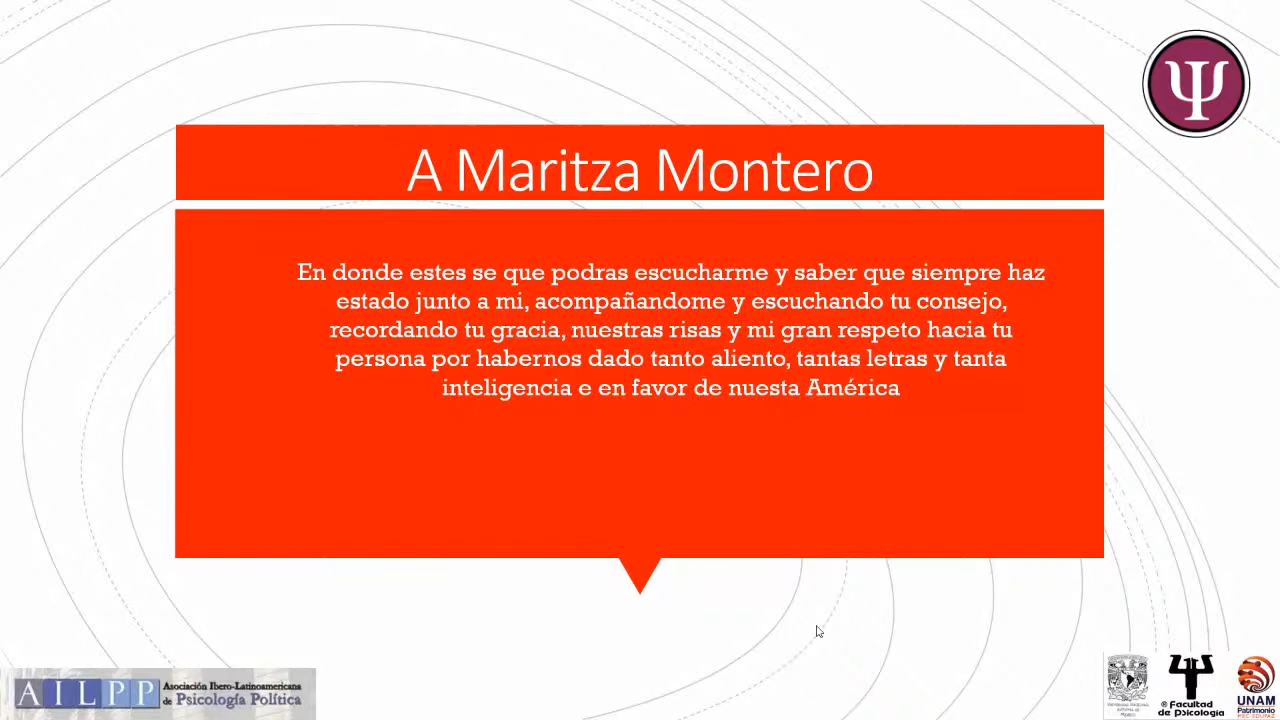 A Maritza Montero
En donde estes se que podras escucharme y saber que siempre haz
estado junto a mi, acompañandome y escuchando tu consejo,
recordando tu gracia, nuestras risas y mi gran respeto hacia tu
persona por habernos dado tanto aliento, tantas letras y tanta
inteligencia e en favor de nuesta América
Ψ
AILPP
Asociación Ibero-Latinoamericana
de Psicología Política
® Facultad
de Psicología
UNAM
Patrimonio